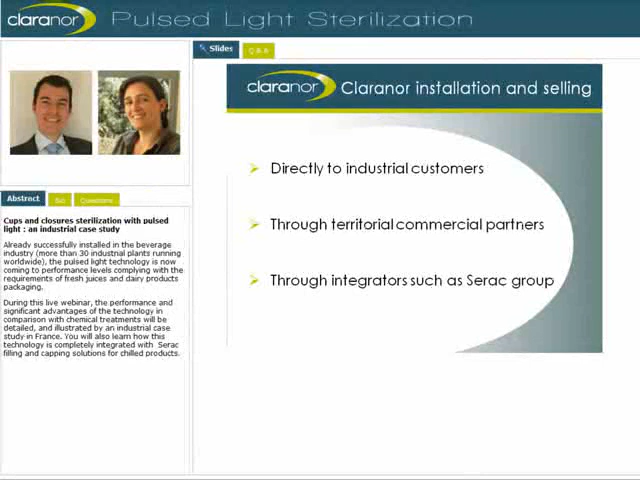 claranor Pulsed Light Sterilization
Slides
Q & A
claranor Claranor installation and selling
Directly to industrial customers
Through territorial commercial partners
Through integrators such as Serac group
Abstract
Bio
Questions
Cups and closures sterilization with pulsed
light : an industrial case study
Already successfully installed in the beverage
industry (more than 30 industrial plants running
worldwide), the pulsed light technology is now
coming to performance levels complying with the
requirements of fresh juices and dairy products
packaging.
During this live webinar, the performance and
significant advantages of the technology in
comparison with chemical treatments will be
detailed, and illustrated by an industrial case
study in France. You will also learn how this
technology is completely integrated with Serac
filling and capping solutions for chilled products.